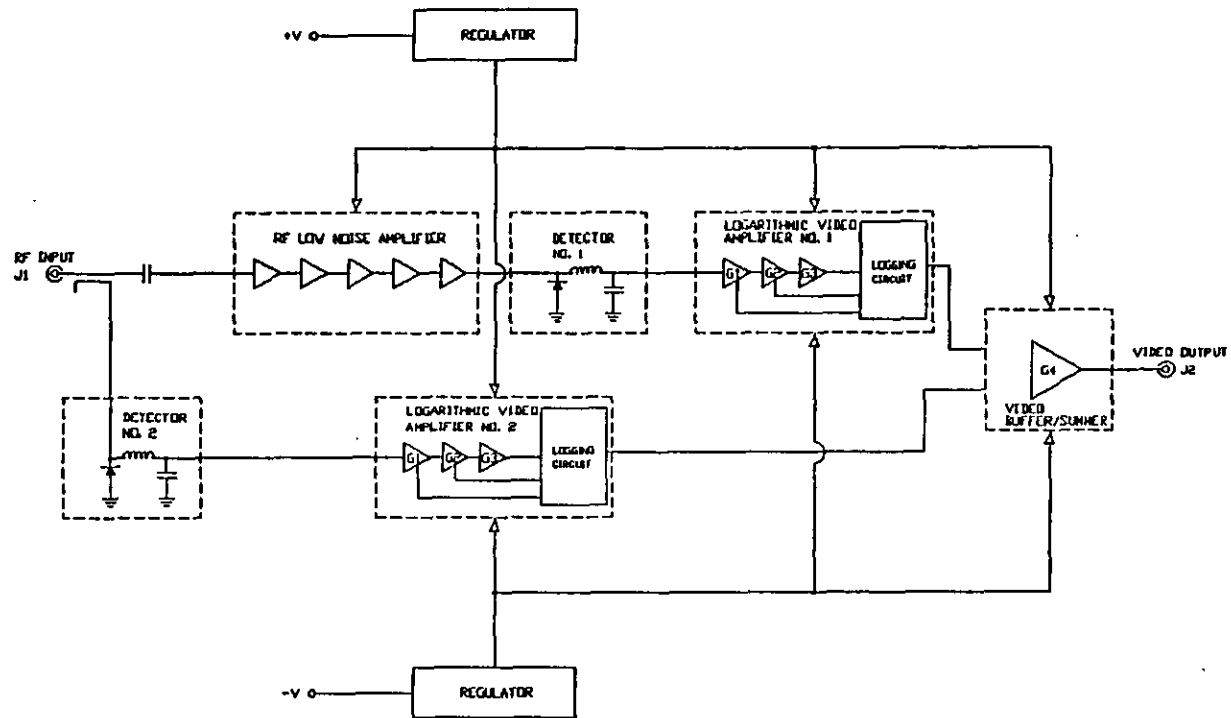 +V
REGULATOR
RF INPUT
J1
RF LOW NOISE AMPLIFIER
DETECTOR
NO. 1
LOGARITHMIC VIDEO
AMPLIFIER NO. 1
G1
G2
G3
LOGGING
CIRCUIT
G4
VIDEO
BUFFER/SUMMER
VIDEO OUTPUT
J2
DETECTOR
NO. 2
LOGARITHMIC VIDEO
AMPLIFIER NO. 2
G1
G2
G3
LOGGING
CIRCUIT
-V
REGULATOR